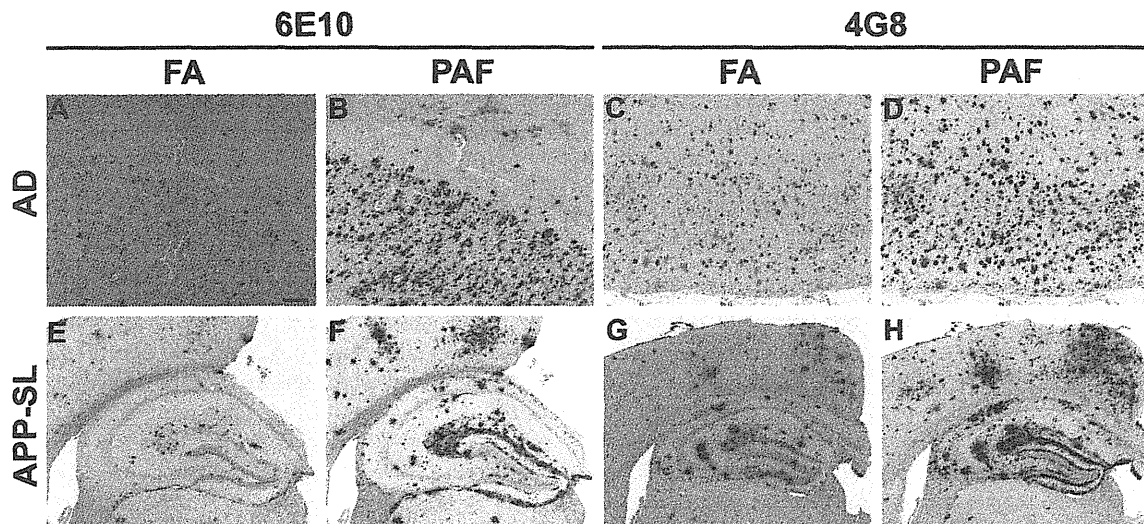 6E10 4G8
FA PAF FA PAF
AD
A B C D
APP-SL
E F G H